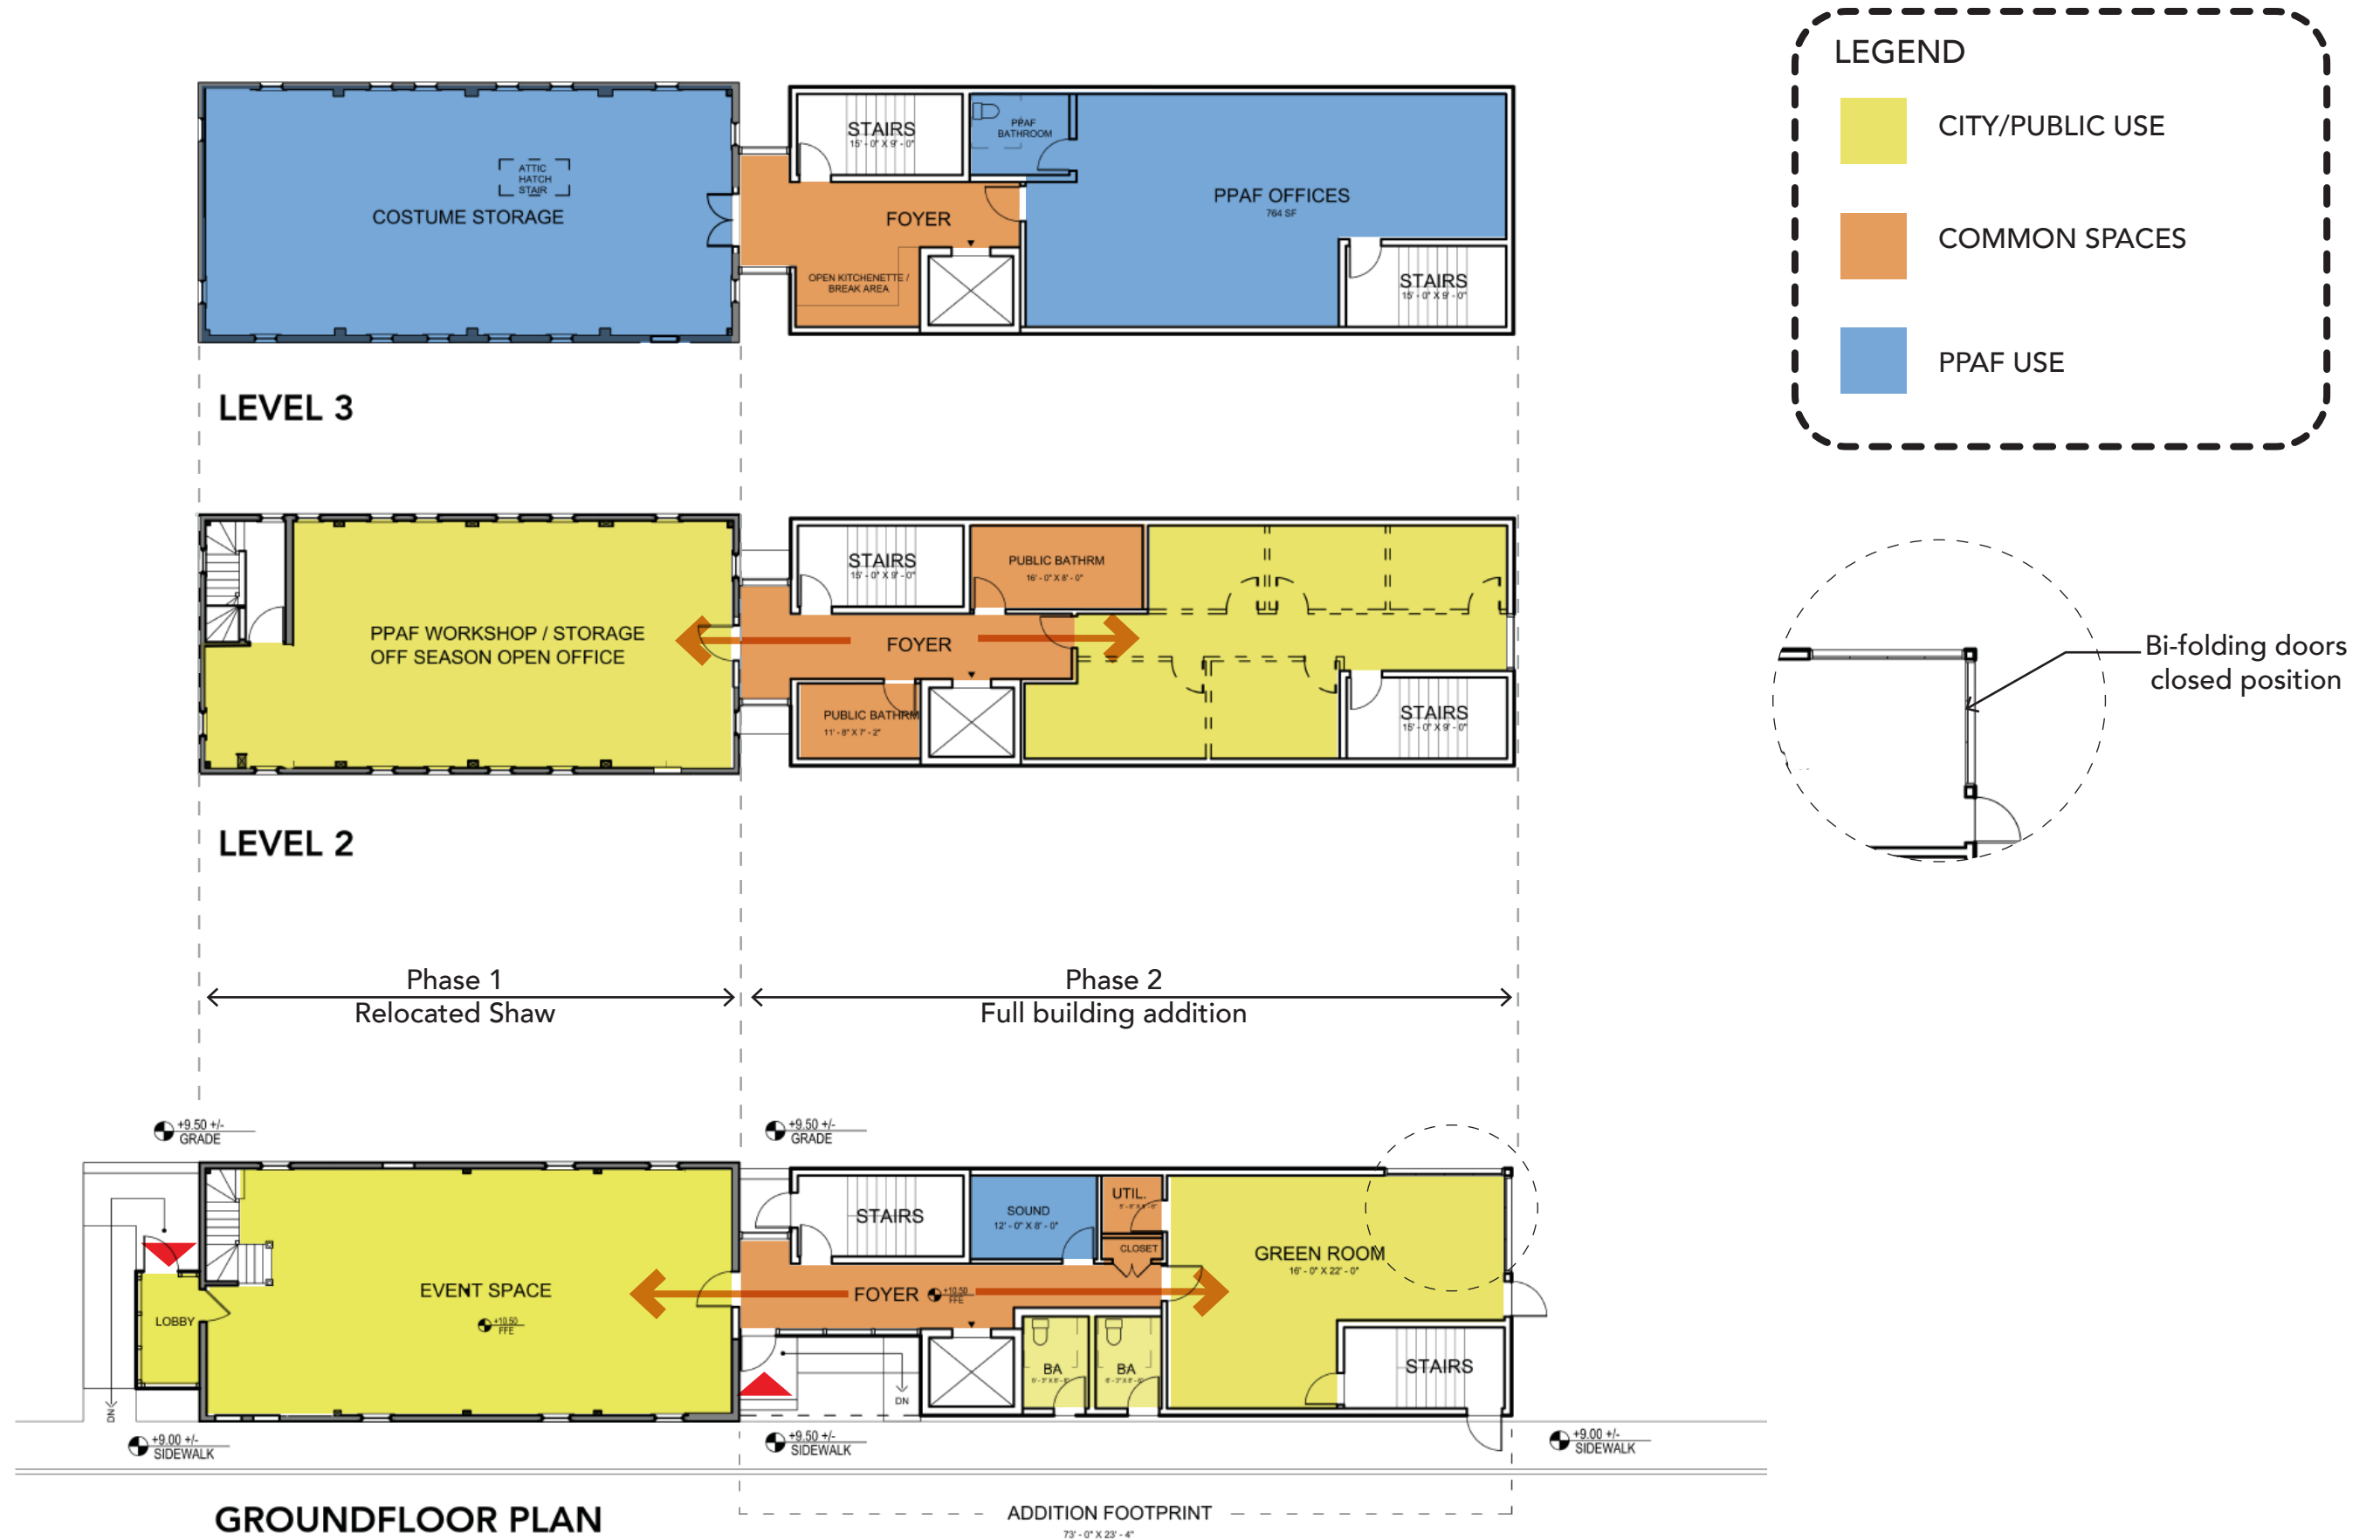 LEGEND
CITY/PUBLIC USE
COMMON SPACES
PPAF USE
STAIRS
15' - 0" X 9' - 0"
PPAF
BATHROOM
ATTIC
HATCH
STAIR
COSTUME STORAGE
FOYER
PPAF OFFICES
764 SF
OPEN KITCHENETTE /
BREAK AREA
STAIRS
15' - 0" X 9' - 0"
LEVEL 3
STAIRS
15' - 0" X 9' - 0"
PUBLIC BATHRM
16' - 0" X 8' - 0"
PPAF WORKSHOP / STORAGE
OFF SEASON OPEN OFFICE
FOYER
PUBLIC BATHRM
11' - 8" X 7' - 2"
STAIRS
15' - 0" X 9' - 0"
Bi-folding doors
closed position
LEVEL 2
Phase 1
Relocated Shaw
Phase 2
Full building addition
+9.50 +/-
GRADE
+9.50 +/-
GRADE
STAIRS
SOUND
12' - 0" X 8' - 0"
UTIL.
CLOSET
GREEN ROOM
16' - 0" X 22' - 0"
EVENT SPACE
+10.50
FFE
FOYER
+10.50
FFE
LOBBY
BA
BA
STAIRS
DN
DN
+9.00 +/-
SIDEWALK
+9.50 +/-
SIDEWALK
+9.00 +/-
SIDEWALK
GROUNDFLOOR PLAN
ADDITION FOOTPRINT
73' - 0" X 23' - 4"